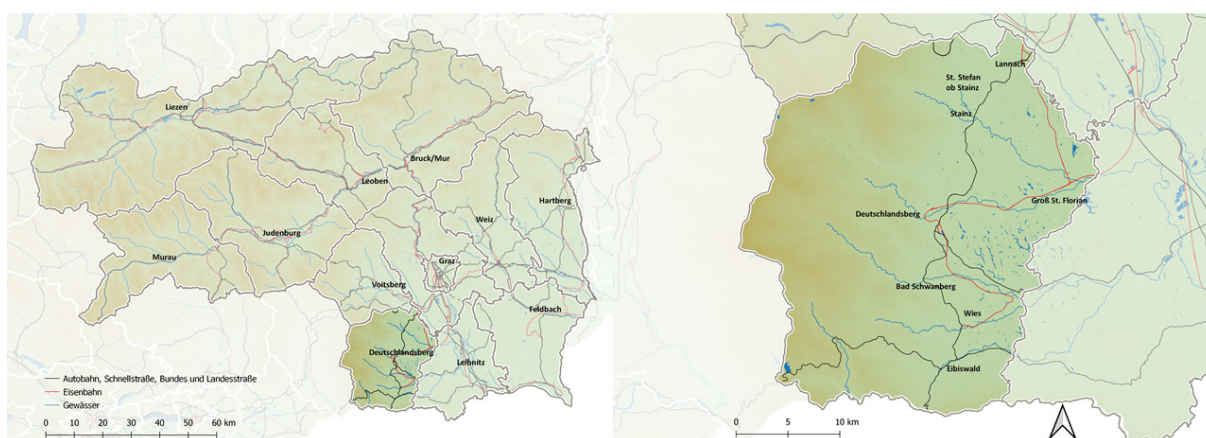 Liezen
Bruck/Mur
Leoben
Hartberg
Weiz
Judenburg
Murau
Graz
Voitsberg
Feldbach
Deutschlandsberg
Leibnitz
Autobahn, Schnellstraße, Bundes und Landesstraße
Eisenbahn
Gewässer
0 10 20 30 40 50 60 km
Lannach
St. Stefan
ob Stainz
Stainz
Groß St. Florian
Deutschlandsberg
Bad Schwanberg
Wies
Eibiswald
0 5 10 km